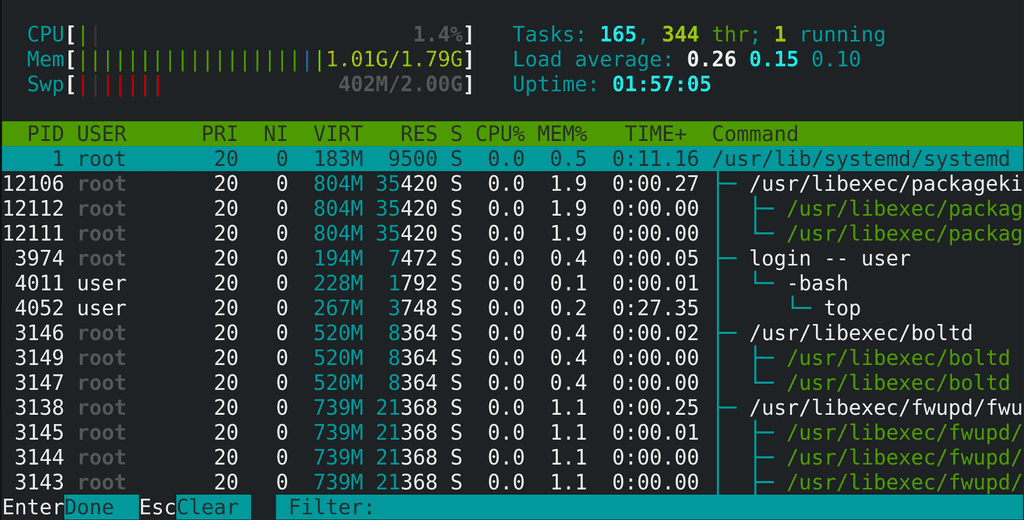 CPU[|| 1.4%] Tasks: 165, 344 thr; 1 running
Mem[||||||||||||||||||||1.01G/1.79G] Load average: 0.26 0.15 0.10
Swp[||||||| 402M/2.00G] Uptime: 01:57:05
PID USER PRI NI VIRT RES S CPU% MEM% TIME+ Command
1 root 20 0 183M 9500 S 0.0 0.5 0:11.16 /usr/lib/systemd/systemd
12106 root 20 0 804M 35420 S 0.0 1.9 0:00.27 ├─ /usr/libexec/packageki
12112 root 20 0 804M 35420 S 0.0 1.9 0:00.00 │ ├─ /usr/libexec/packag
12111 root 20 0 804M 35420 S 0.0 1.9 0:00.00 │ └─ /usr/libexec/packag
3974 root 20 0 194M 7472 S 0.0 0.4 0:00.05 ├─ login -- user
4011 user 20 0 228M 1792 S 0.0 0.1 0:00.01 │ └─ -bash
4052 user 20 0 267M 3748 S 0.0 0.2 0:27.35 │ └─ top
3146 root 20 0 520M 8364 S 0.0 0.4 0:00.02 ├─ /usr/libexec/boltd
3149 root 20 0 520M 8364 S 0.0 0.4 0:00.00 │ ├─ /usr/libexec/boltd
3147 root 20 0 520M 8364 S 0.0 0.4 0:00.00 │ └─ /usr/libexec/boltd
3138 root 20 0 739M 21368 S 0.0 1.1 0:00.25 ├─ /usr/libexec/fwupd/fwu
3145 root 20 0 739M 21368 S 0.0 1.1 0:00.01 │ ├─ /usr/libexec/fwupd/
3144 root 20 0 739M 21368 S 0.0 1.1 0:00.00 │ ├─ /usr/libexec/fwupd/
3143 root 20 0 739M 21368 S 0.0 1.1 0:00.00 │ ├─ /usr/libexec/fwupd/
EnterDone EscClear Filter: